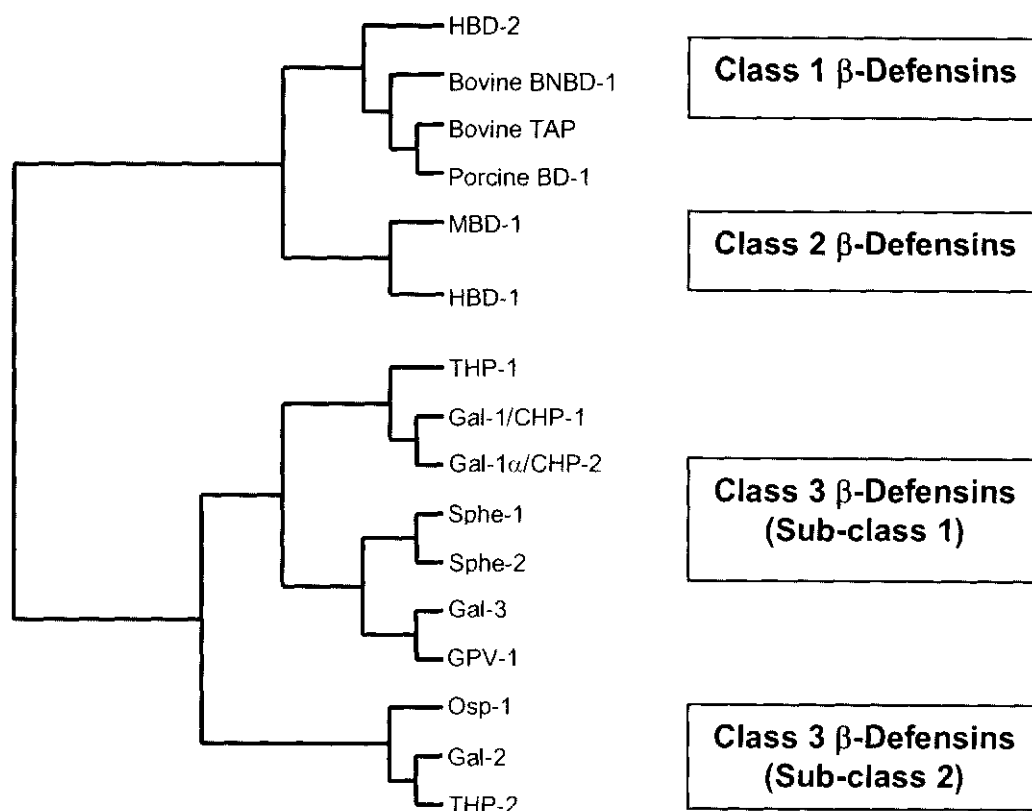 HBD-2
Bovine BNBD-1
Bovine TAP
Porcine BD-1
Class 1 β-Defensins
MBD-1
HBD-1
Class 2 β-Defensins
THP-1
Gal-1/CHP-1
Gal-1α/CHP-2
Sphe-1
Sphe-2
Gal-3
GPV-1
Class 3 β-Defensins
(Sub-class 1)
Osp-1
Gal-2
THP-2
Class 3 β-Defensins
(Sub-class 2)